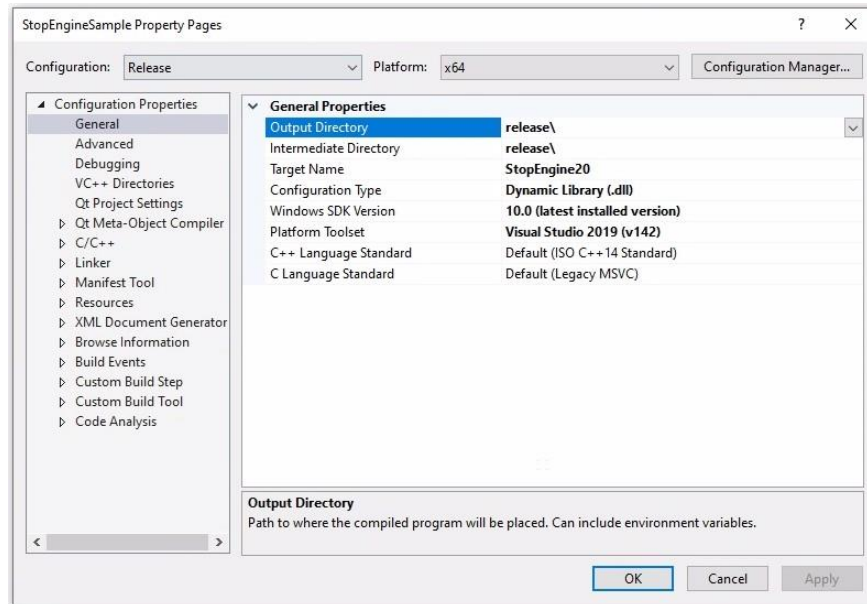 StopEngineSample Property Pages
? ×
Configuration: Release Platform: x64 Configuration Manager...
Configuration Properties
General
Advanced
Debugging
VC++ Directories
Qt Project Settings
Qt Meta-Object Compiler
C/C++
Linker
Manifest Tool
Resources
XML Document Generator
Browse Information
Build Events
Custom Build Step
Custom Build Tool
Code Analysis
General Properties
Output Directory release\
Intermediate Directory release\
Target Name StopEngine20
Configuration Type Dynamic Library (.dll)
Windows SDK Version 10.0 (latest installed version)
Platform Toolset Visual Studio 2019 (v142)
C++ Language Standard Default (ISO C++14 Standard)
C Language Standard Default (Legacy MSVC)
Output Directory
Path to where the compiled program will be placed. Can include environment variables.
OK Cancel Apply